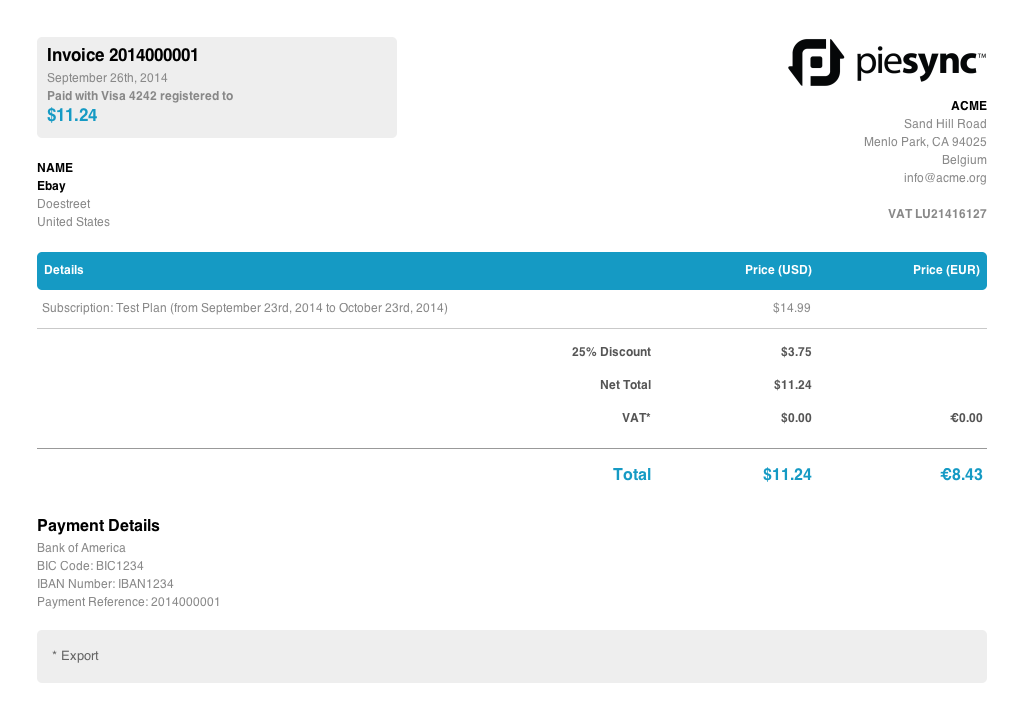 Invoice 2014000001
September 26th, 2014
Paid with Visa 4242 registered to
$11.24
piesync™
ACME
Sand Hill Road
Menlo Park, CA 94025
Belgium
info@acme.org
VAT LU21416127
NAME
Ebay
Doestreet
United States
Details Price (USD) Price (EUR)
Subscription: Test Plan (from September 23rd, 2014 to October 23rd, 2014) $14.99
25% Discount $3.75
Net Total $11.24
VAT* $0.00 €0.00
Total $11.24 €8.43
Payment Details
Bank of America
BIC Code: BIC1234
IBAN Number: IBAN1234
Payment Reference: 2014000001
* Export